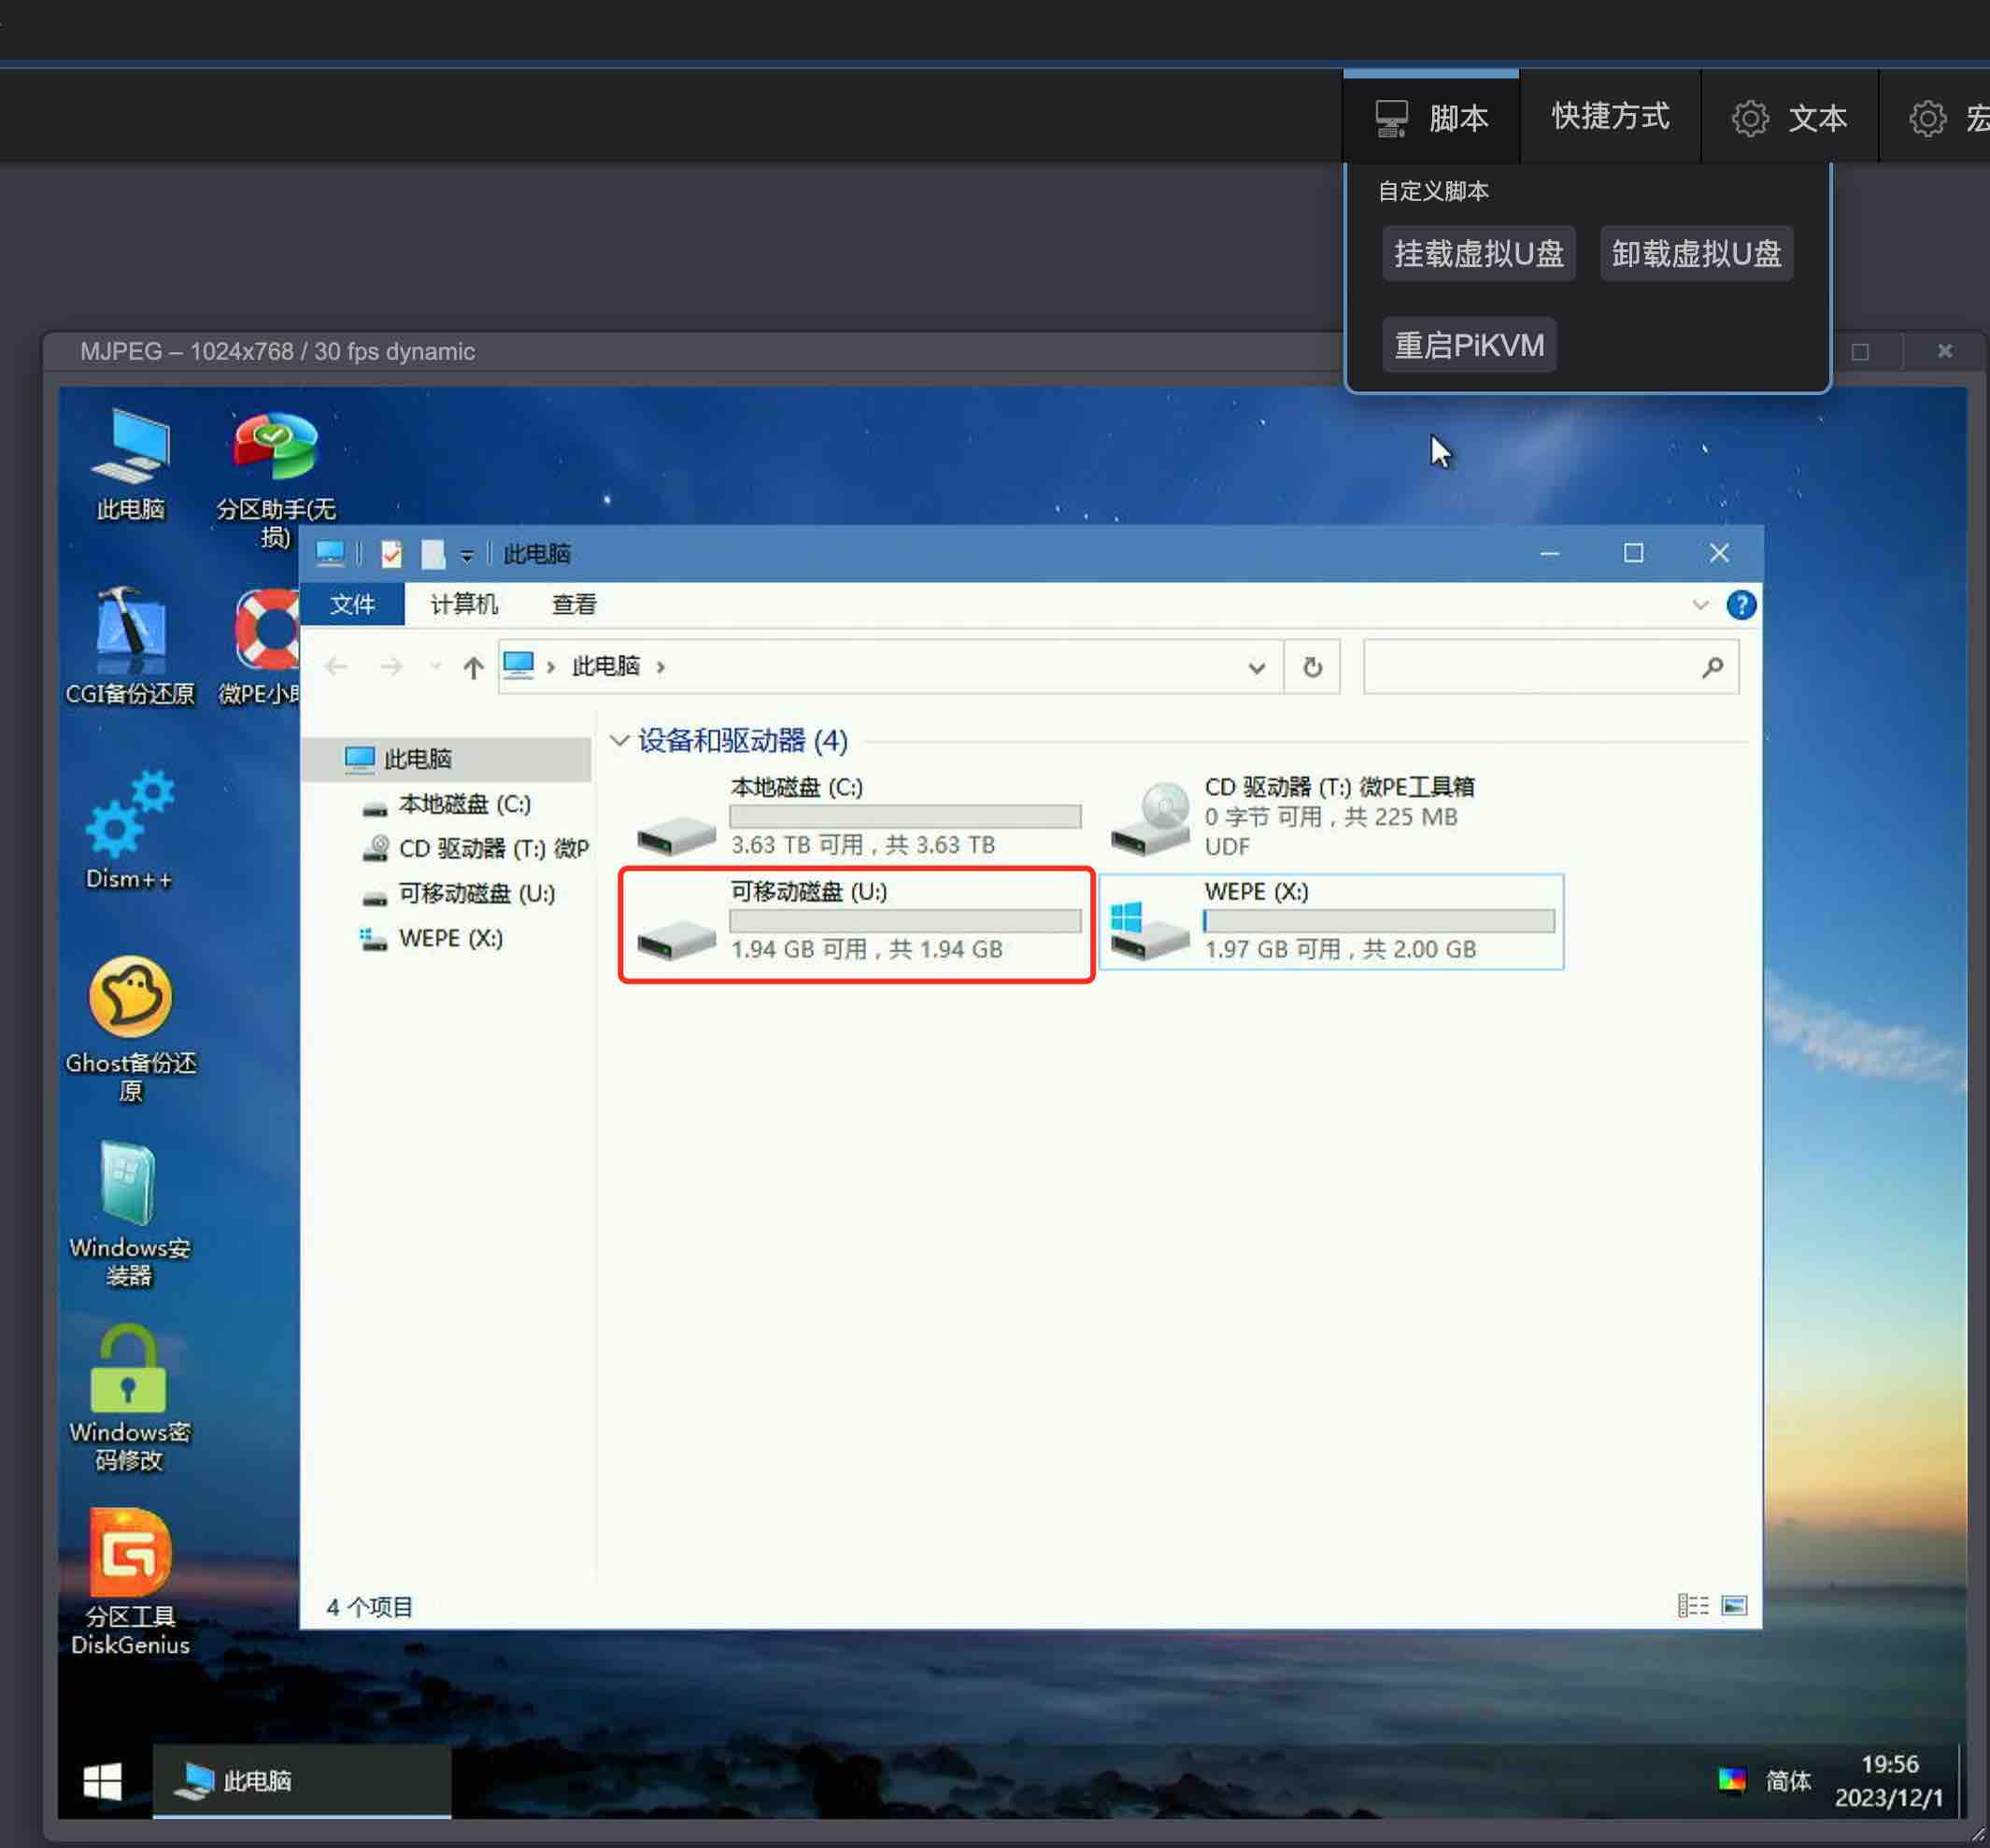 脚本
快捷方式
文本
宏
自定义脚本
挂载虚拟U盘
卸载虚拟U盘
重启PiKVM
MJPEG – 1024x768 / 30 fps dynamic
此电脑
分区助手(无
损)
CGI备份还原
微PE小
Dism++
Ghost备份还
原
Windows安
装器
Windows密
码修改
分区工具
DiskGenius
此电脑
文件
计算机
查看
此电脑
此电脑
本地磁盘 (C:)
CD 驱动器 (T:) 微P
可移动磁盘 (U:)
WEPE (X:)
设备和驱动器 (4)
本地磁盘 (C:)
3.63 TB 可用，共 3.63 TB
CD 驱动器 (T:) 微PE工具箱
0 字节 可用，共 225 MB
UDF
可移动磁盘 (U:)
1.94 GB 可用，共 1.94 GB
WEPE (X:)
1.97 GB 可用，共 2.00 GB
4 个项目
此电脑
简体
19:56
2023/12/1